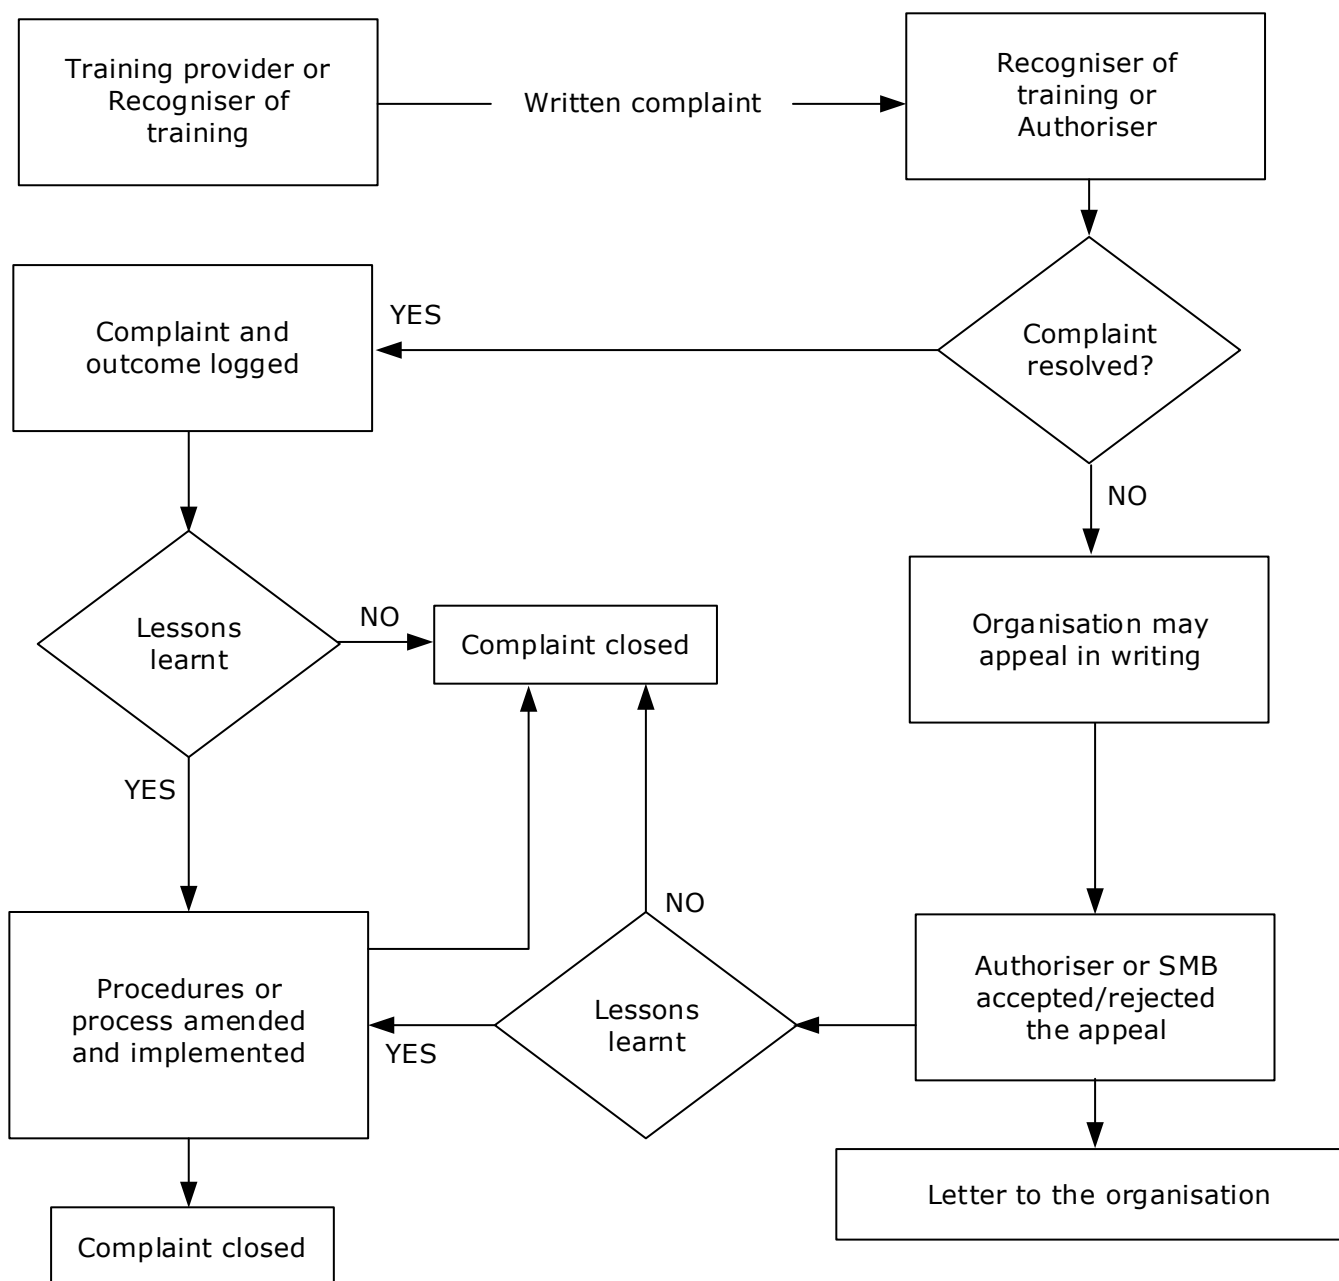 Training provider or
Recogniser of
training
Written complaint
Recogniser of
training or
Authoriser
YES
Complaint and
outcome logged
Complaint
resolved?
NO
Lessons
learnt
NO
Complaint closed
Organisation may
appeal in writing
YES
NO
Procedures or
process amended
and implemented
YES
Lessons
learnt
Authoriser or SMB
accepted/rejected
the appeal
Letter to the organisation
Complaint closed